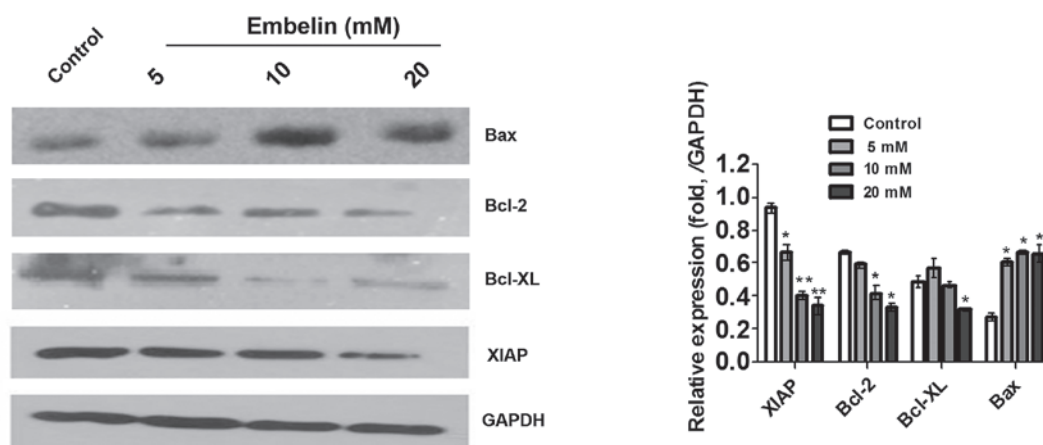 Control
Embelin (mM)
5 10 20
Bax
Bcl-2
Bcl-XL
XIAP
GAPDH
Relative expression (fold, /GAPDH)
Control
5 mM
10 mM
20 mM
1.2
1.0
0.8
0.6
0.4
0.2
0.0
*
**
**
*
*
*
*
*
*
XIAP Bcl-2 Bcl-XL Bax